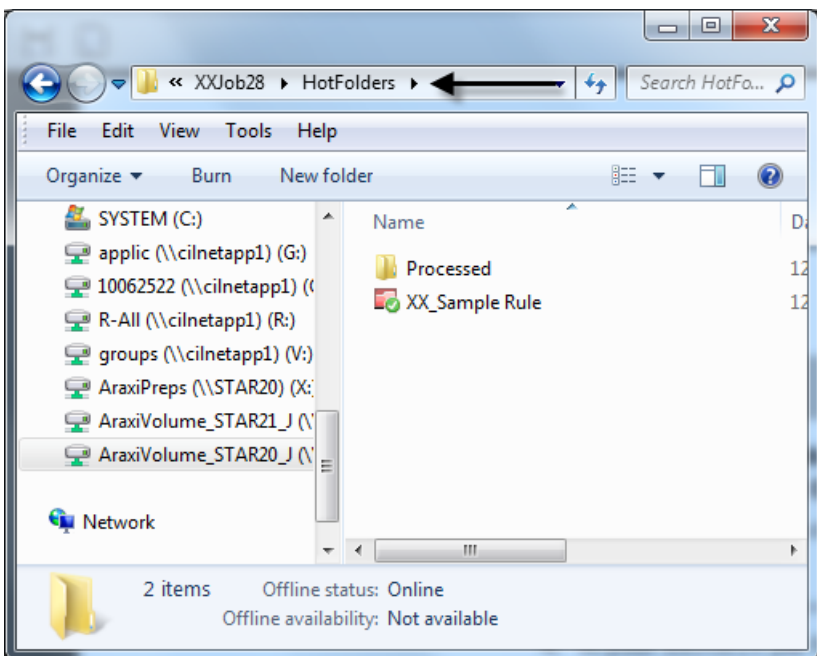 « XXJob28 HotFolders Search HotFo...
File Edit View Tools Help
Organize Burn New folder
SYSTEM (C:)
applic (\\cilnetapp1) (G:)
10062522 (\\cilnetapp1) (
R-All (\\cilnetapp1) (R:)
groups (\\cilnetapp1) (V:)
AraxiPreps (\\STAR20) (X:
AraxiVolume_STAR21_J (\\
AraxiVolume_STAR20_J (\\
Network
Name
Processed 12
XX_Sample Rule 12
2 items Offline status: Online
Offline availability: Not available